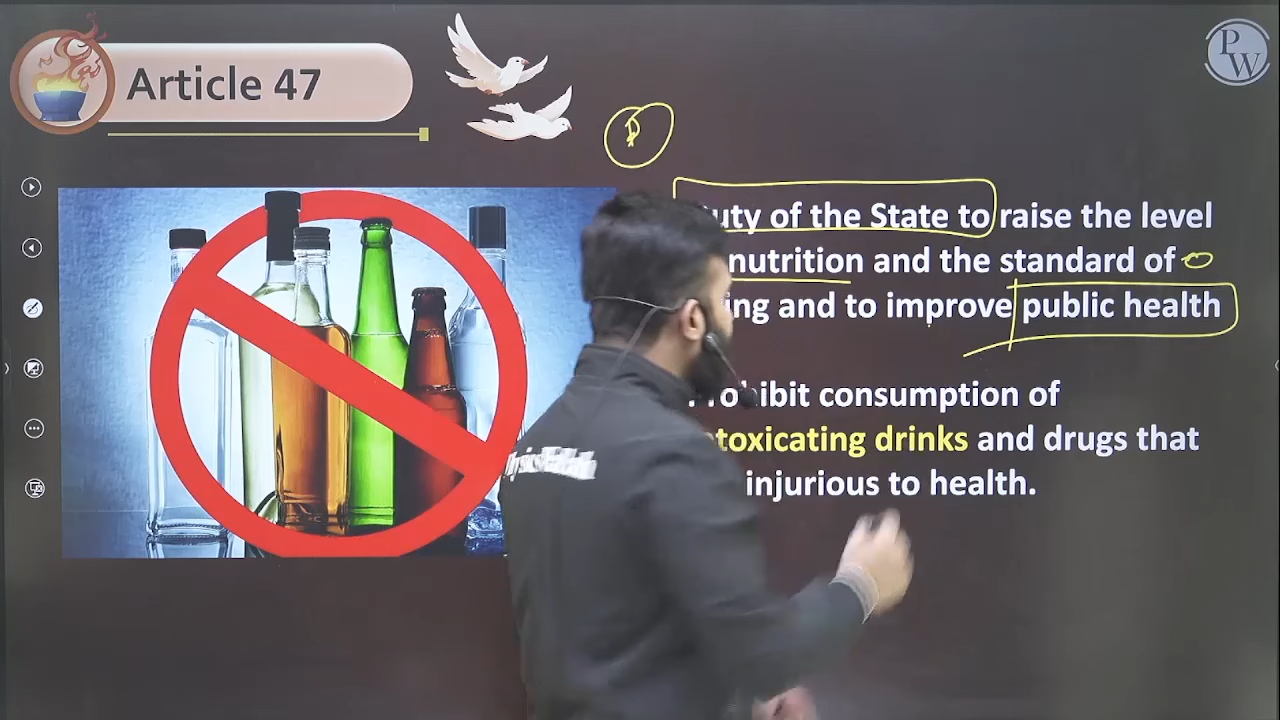 Article 47
P
W
uty of the State to raise the level
nutrition and the standard of
ing and to improve public health
hibit consumption of
toxicating drinks and drugs that
injurious to health.